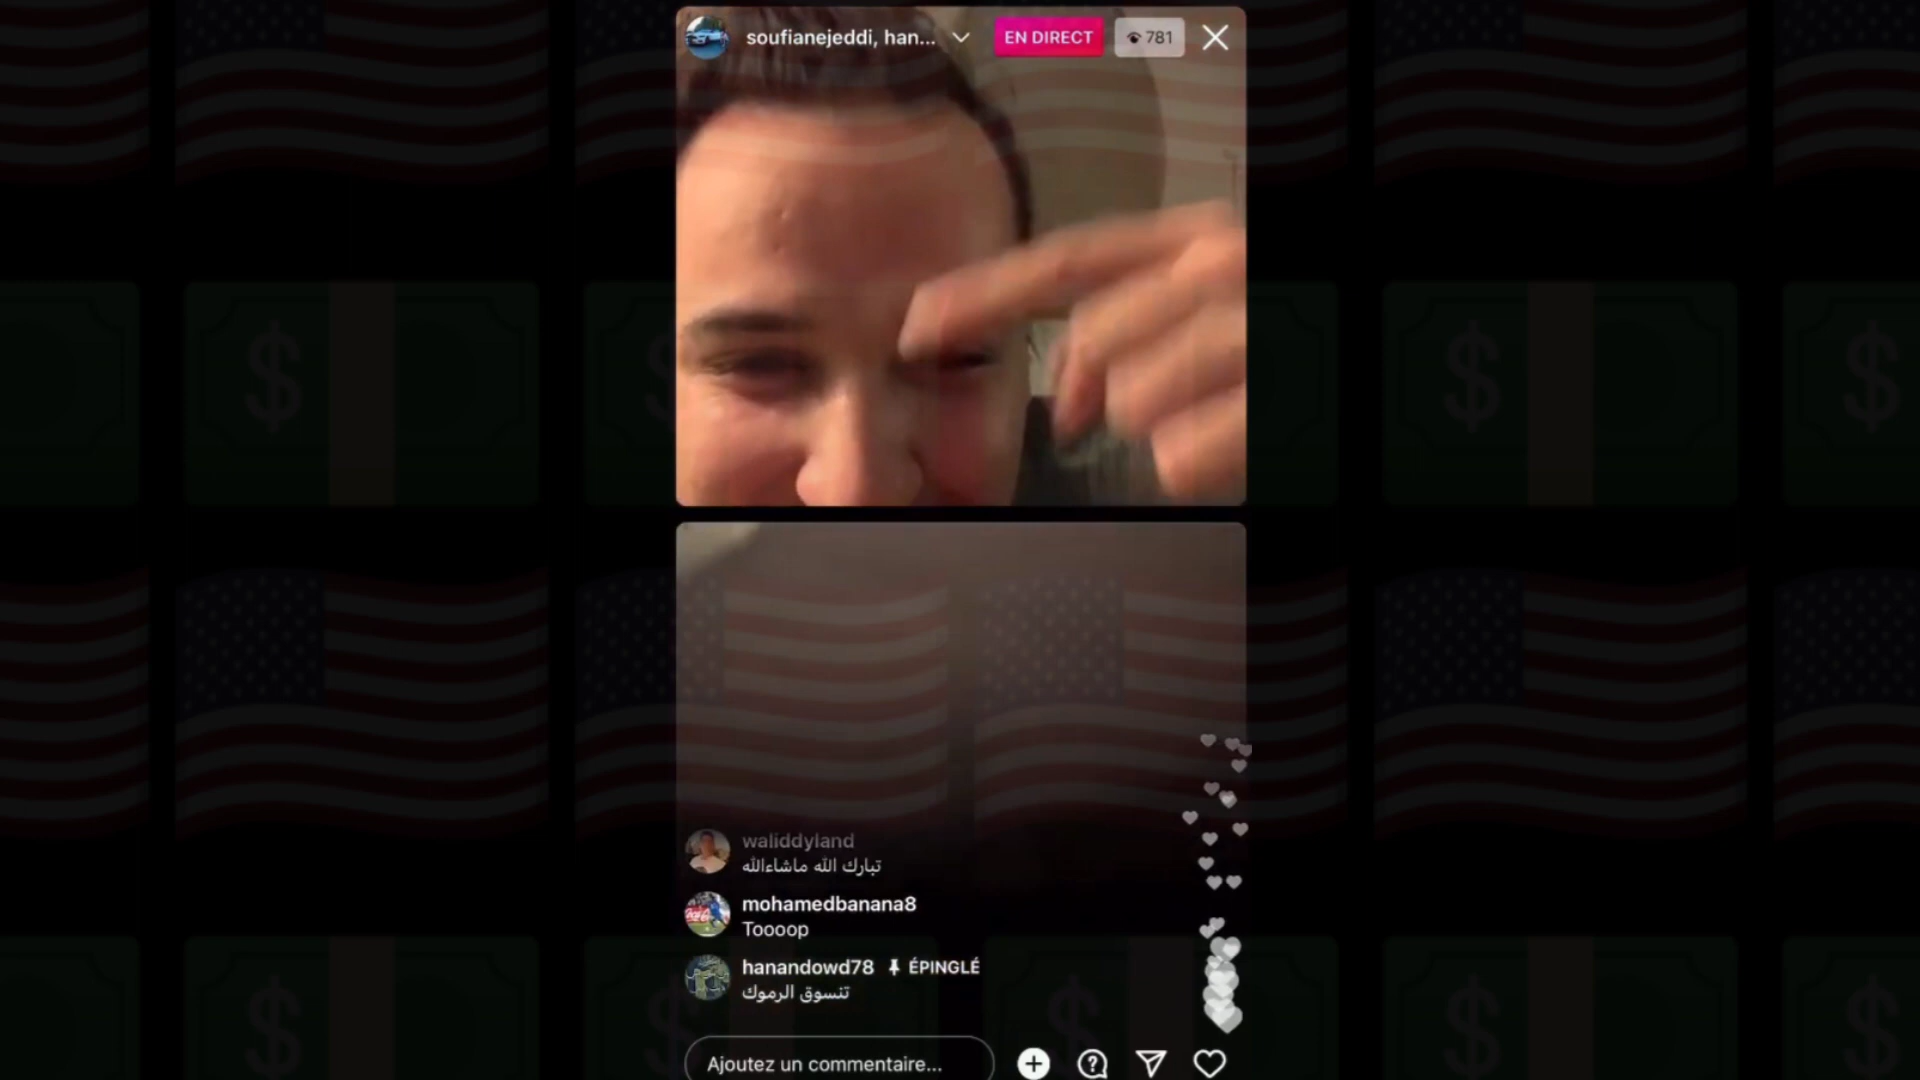 soufianejeddi, han...
EN DIRECT
781
waliddyland
تبارك الله ماشاءالله
mohamedbanana8
Toooop
hanandowd78 ÉPINGLÉ
تنسوق الرموك
Ajoutez un commentaire...